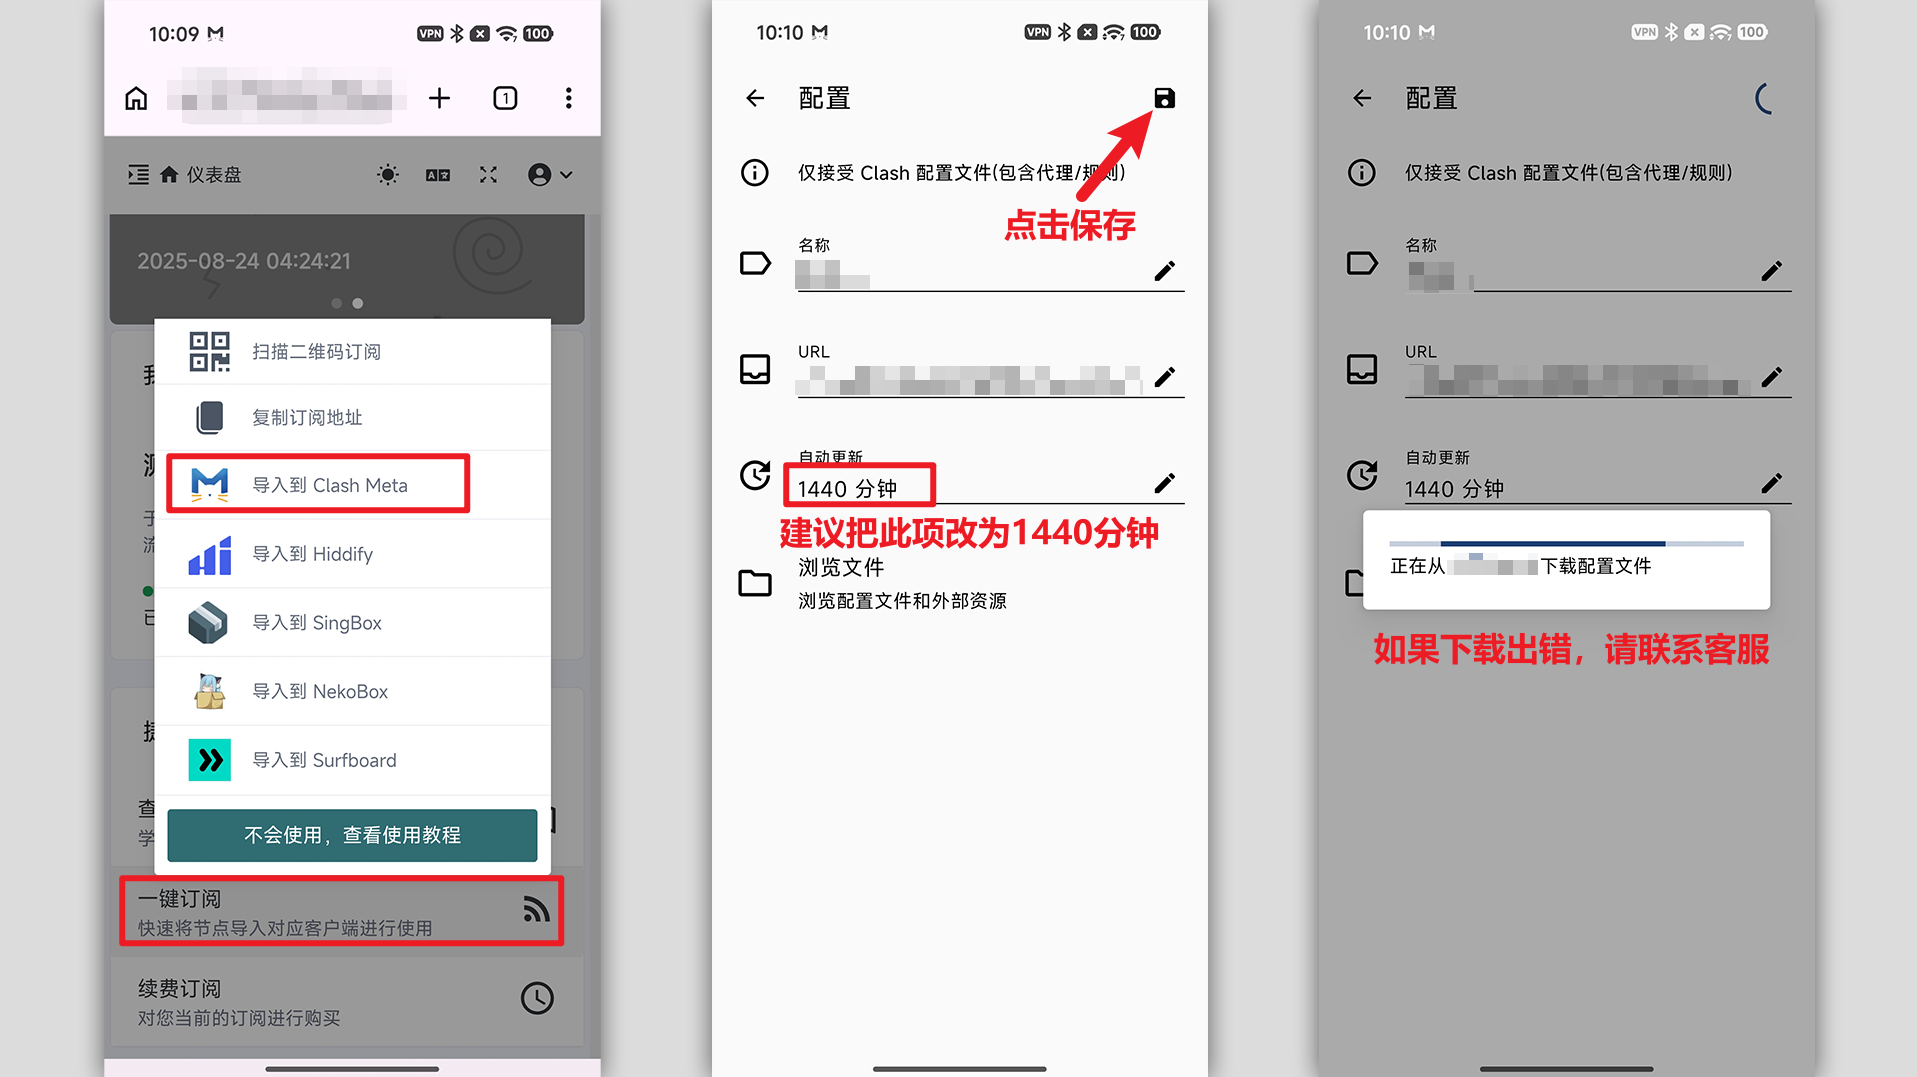 10:09
VPN
7
100
1
仪表盘
2025-08-24 04:24:21
扫描二维码订阅
复制订阅地址
导入到 Clash Meta
导入到 Hiddify
导入到 SingBox
导入到 NekoBox
导入到 Surfboard
不会使用，查看使用教程
一键订阅
快速将节点导入对应客户端进行使用
续费订阅
对您当前的订阅进行购买
10:10
VPN
7
100
配置
仅接受 Clash 配置文件(包含代理/规则)
点击保存
名称
URL
自动更新
1440 分钟
建议把此项改为1440分钟
浏览文件
浏览配置文件和外部资源
10:10
VPN
7
100
配置
仅接受 Clash 配置文件(包含代理/规则)
名称
URL
自动更新
1440 分钟
正在从
下载配置文件
如果下载出错，请联系客服